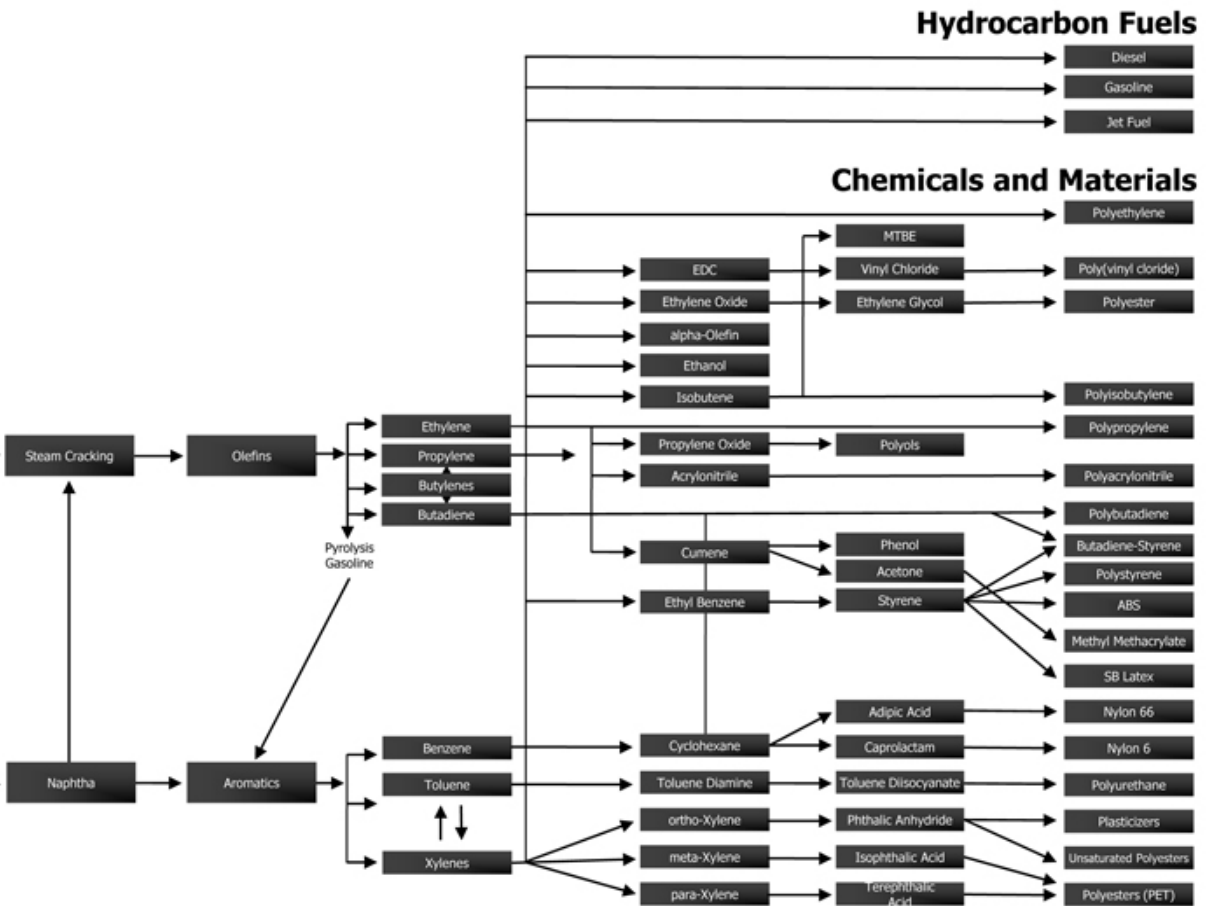 Hydrocarbon Fuels
Diesel
Gasoline
Jet Fuel
Chemicals and Materials
Polyethylene
MTBE
EDC
Vinyl Chloride
Poly(vinyl cloride)
Ethylene Oxide
Ethylene Glycol
Polyester
alpha-Olefin
Ethanol
Isobutene
Polyisobutylene
Ethylene
Polypropylene
Steam Cracking
Olefins
Propylene
Propylene Oxide
Polyols
Butylenes
Acrylonitrile
Polyacrylonitrile
Butadiene
Polybutadiene
Pyrolysis
Gasoline
Cumene
Phenol
Butadiene-Styrene
Acetone
Polystyrene
Ethyl Benzene
Styrene
ABS
Methyl Methacrylate
SB Latex
Adipic Acid
Nylon 66
Benzene
Cyclohexane
Caprolactam
Nylon 6
Naphtha
Aromatics
Toluene
Toluene Diamine
Toluene Diisocyanate
Polyurethane
ortho-Xylene
Phthalic Anhydride
Plasticizers
Xylenes
meta-Xylene
Isophthalic Acid
Unsaturated Polyesters
para-Xylene
Terephthalic
Acid
Polyesters (PET)